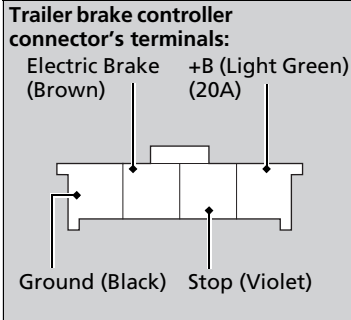 Trailer brake controller
connector's terminals:
Electric Brake +B (Light Green)
(Brown) (20A)
Ground (Black) Stop (Violet)